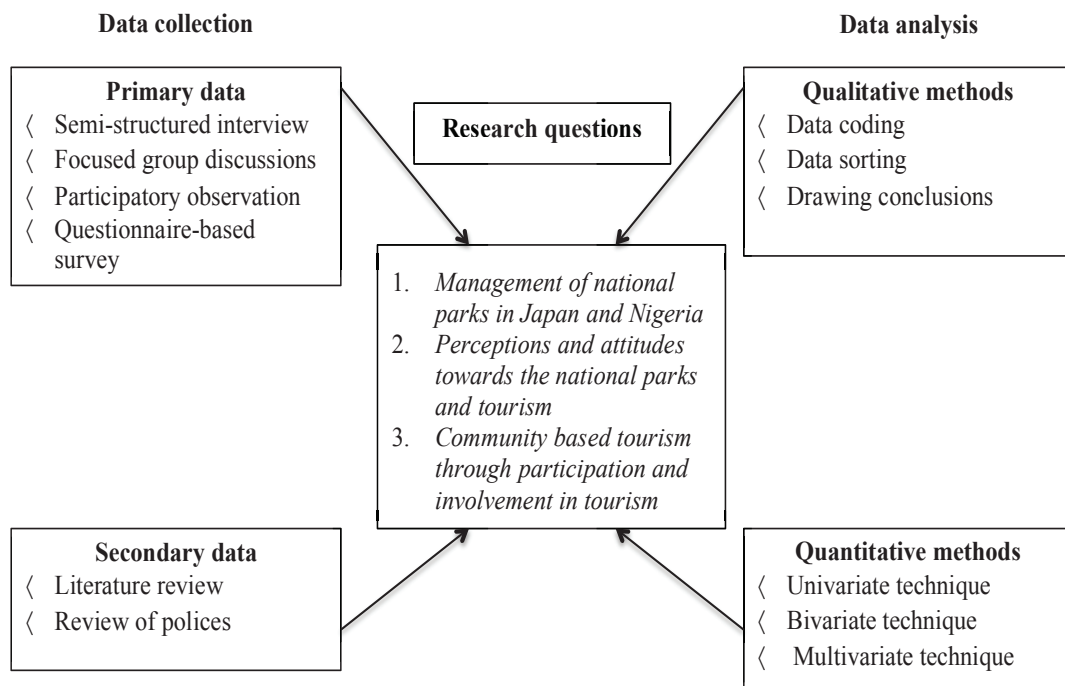 Data collection
Primary data
〈 Semi-structured interview
〈 Focused group discussions
〈 Participatory observation
〈 Questionnaire-based
survey
Secondary data
〈 Literature review
〈 Review of polices
Research questions
1. Management of national
parks in Japan and Nigeria
2. Perceptions and attitudes
towards the national parks
and tourism
3. Community based tourism
through participation and
involvement in tourism
Data analysis
Qualitative methods
〈 Data coding
〈 Data sorting
〈 Drawing conclusions
Quantitative methods
〈 Univariate technique
〈 Bivariate technique
〈 Multivariate technique